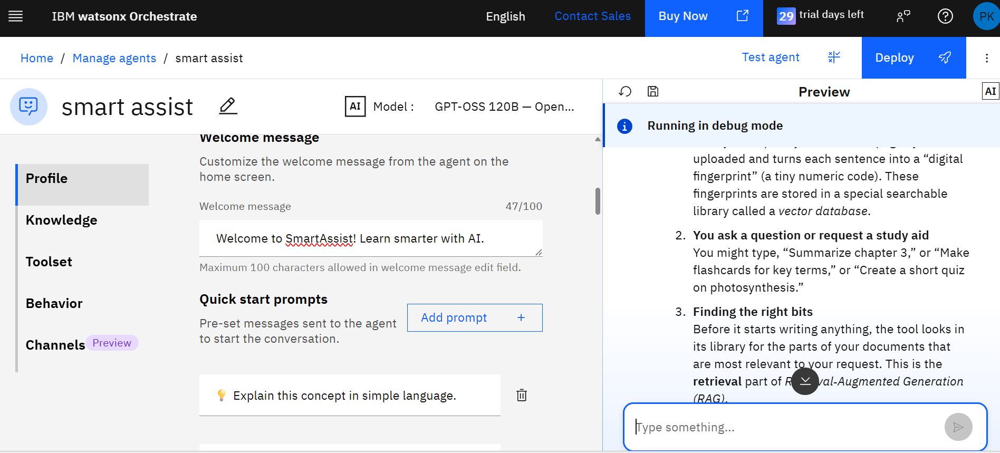 IBM watsonx Orchestrate
English
Contact Sales
Buy Now
29 trial days left
PK
Home / Manage agents / smart assist
Test agent
Deploy
smart assist
AI Model : GPT-OSS 120B — Open...
Profile
Knowledge
Toolset
Behavior
Channels Preview
Welcome message
Customize the welcome message from the agent on the
home screen.
Welcome message 47/100
Welcome to SmartAssist! Learn smarter with AI.
Maximum 100 characters allowed in welcome message edit field.
Quick start prompts
Pre-set messages sent to the agent
to start the conversation.
Add prompt +
💡 Explain this concept in simple language.
Preview
AI
Running in debug mode
uploaded and turns each sentence into a “digital
fingerprint” (a tiny numeric code). These
fingerprints are stored in a special searchable
library called a vector database.
2. You ask a question or request a study aid
You might type, “Summarize chapter 3,” or “Make
flashcards for key terms,” or “Create a short quiz
on photosynthesis.”
3. Finding the right bits
Before it starts writing anything, the tool looks in
its library for the parts of your documents that
are most relevant to your request. This is the
retrieval part of Augmented Generation
(RAG).
Type something...